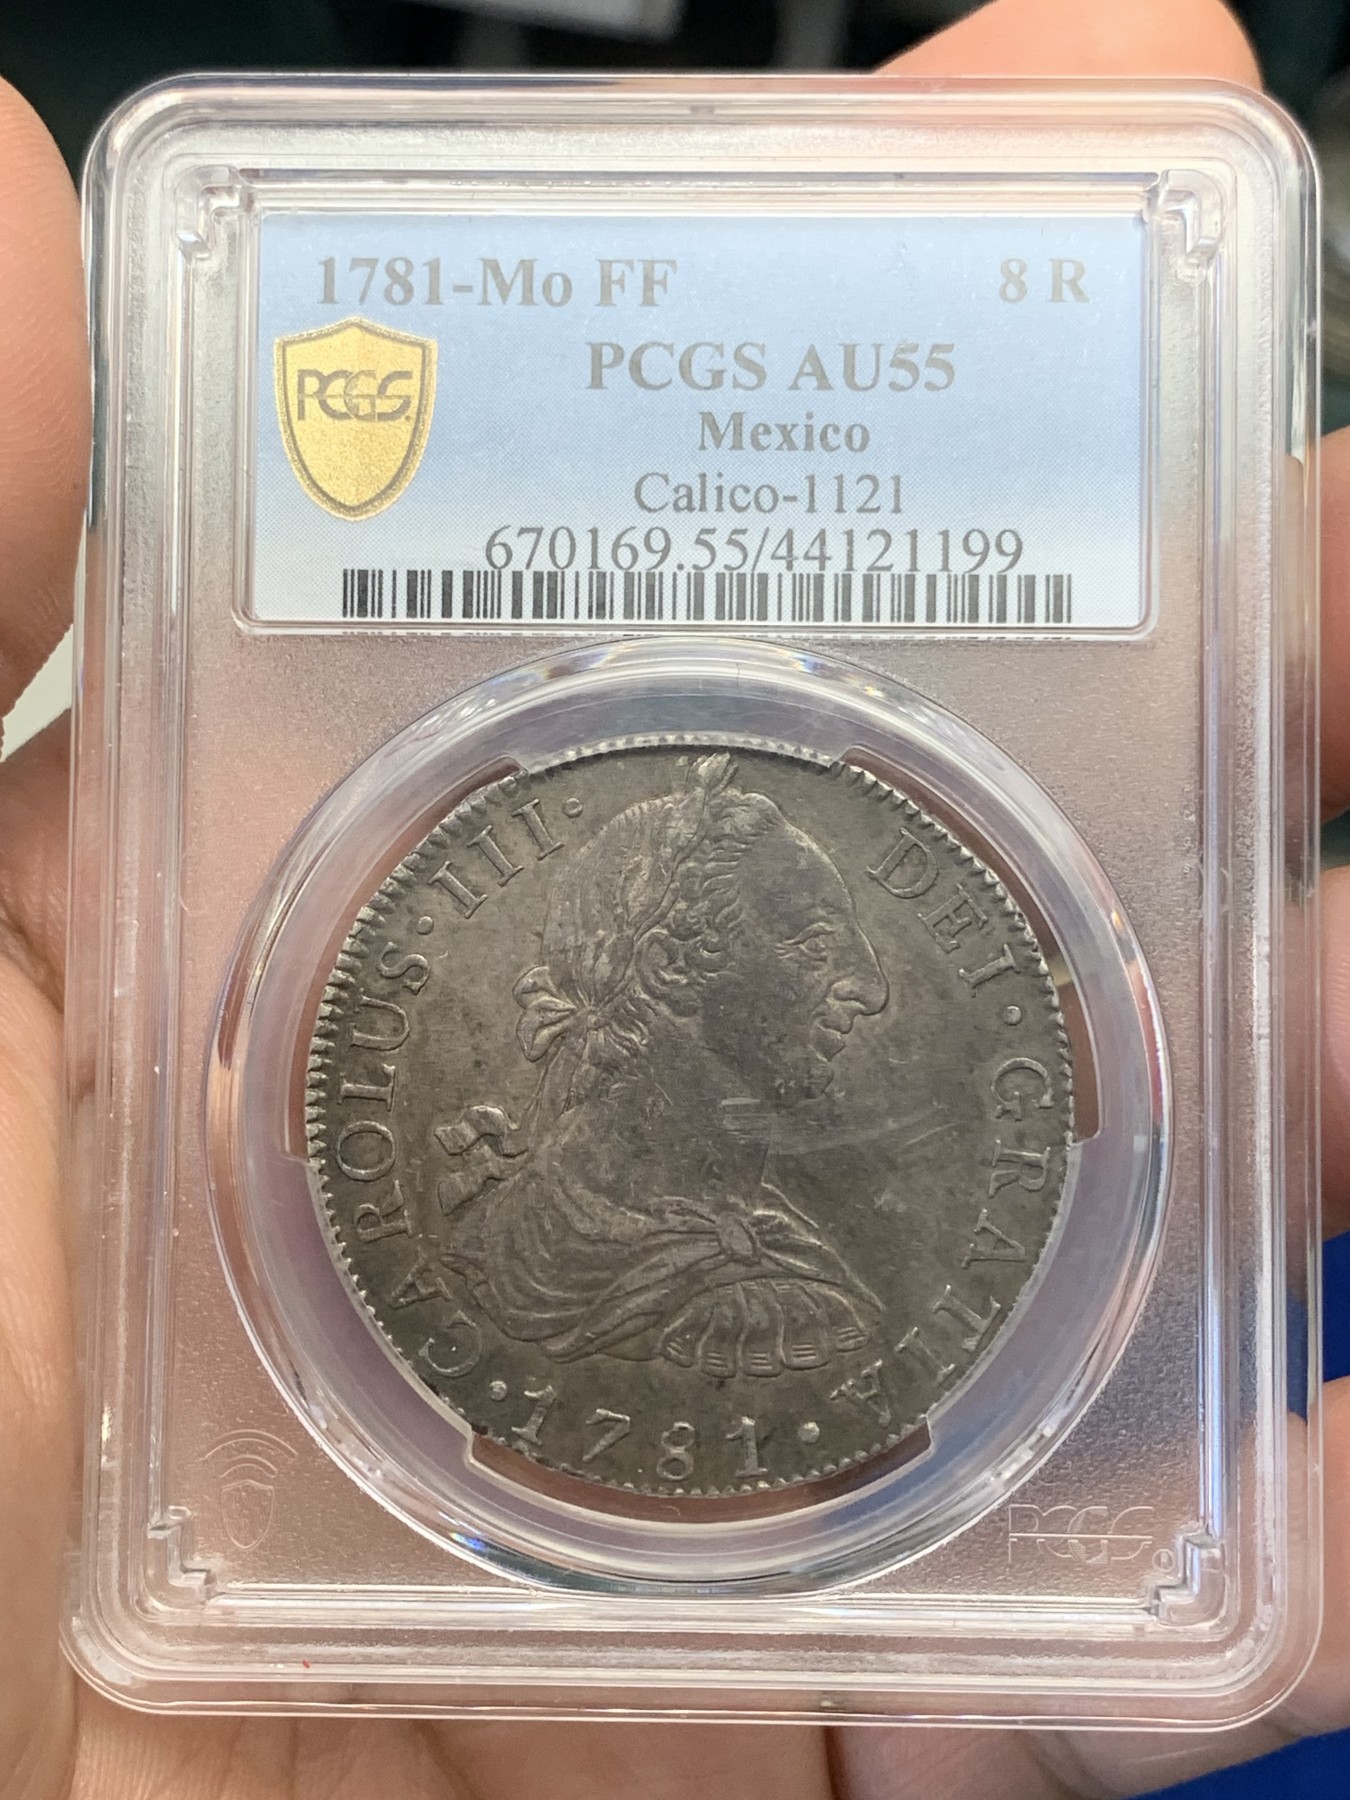 1781-Mo FF 8 R
PCGS
PCGS AU55
Mexico
Calico-1121
670169.55/44121199
CAROLUS·III· DEI·GRATIA
·1781·
PCGS